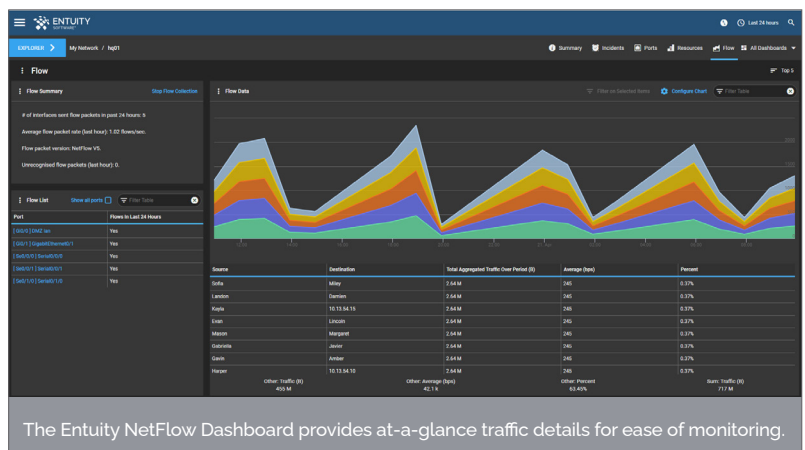 ENTUITY
SOFTWARE
Last 24 hours
EXPLORER
My Network / hq01
Summary
Incidents
Ports
Resources
Flow
All Dashboards
Flow
Top 5
Flow Summary
Stop Flow Collection
# of interfaces sent flow packets in past 24 hours: 5
Average flow packet rate (last hour): 1.02 flows/sec.
Flow packet version: NetFlow V5.
Unrecognised flow packets (last hour): 0.
Flow List
Show all ports
Filter Table
Port Flows In Last 24 Hours
[ Gi0/0 ] DMZ lan Yes
[ Gi0/1 ] GigabitEthernet0/1 Yes
[ Se0/0/0 ] Serial0/0/0 Yes
[ Se0/0/1 ] Serial0/0/1 Yes
[ Se0/1/0 ] Serial0/1/0 Yes
Flow Data
Filter on Selected Items
Configure Chart
Filter Table
Source Destination Total Aggregated Traffic Over Period (B) Average (bps) Percent
Sofia Miley 2.64 M 245 0.37%
Landon Damien 2.64 M 245 0.37%
Kayla 10.13.54.15 2.64 M 245 0.37%
Evan Lincoln 2.64 M 245 0.37%
Mason Margaret 2.64 M 245 0.37%
Gabriella Javier 2.64 M 245 0.37%
Gavin Amber 2.64 M 245 0.37%
Harper 10.13.54.10 2.64 M 245 0.37%
Other: Traffic (B) Other: Average (bps) Other: Percent Sum: Traffic (B)
455 M 42.1 k 63.45% 717 M
The Entuity NetFlow Dashboard provides at-a-glance traffic details for ease of monitoring.